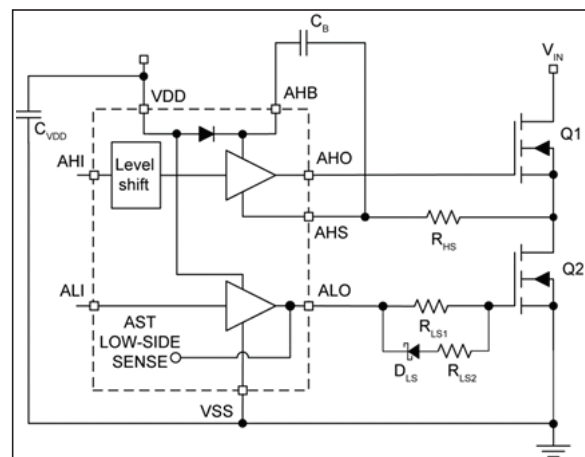 C_B
V_IN
VDD
AHB
C_VDD
Q1
AHI
Level
shift
AHO
AHS
R_HS
Q2
ALI
ALO
AST
LOW-SIDE
SENSE
R_LS1
D_LS
R_LS2
VSS